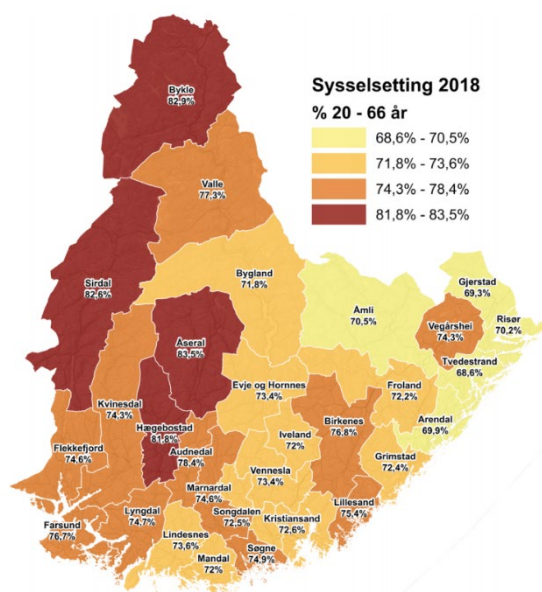 Sysselsetting 2018
% 20 - 66 år
68,6% - 70,5%
71,8% - 73,6%
74,3% - 78,4%
81,8% - 83,5%
Bykle
82,9%
Valle
77,3%
Sirdal
82,6%
Bygland
71,8%
Gjerstad
69,3%
Åmli
70,5%
Risør
70,2%
Vegårshei
74,3%
Tvedestrand
68,6%
Åseral
83,5%
Evje og Hornnes
73,4%
Froland
72,2%
Kvinesdal
74,3%
Arendal
69,9%
Hægebostad
81,8%
Birkenes
76,8%
Iveland
72%
Audnedal
78,4%
Flekkefjord
74,6%
Grimstad
72,4%
Vennesla
73,4%
Marnardal
74,6%
Lillesand
75,4%
Lyngdal
74,7%
Songdalen
72,5%
Kristiansand
72,6%
Farsund
76,7%
Lindesnes
73,6%
Søgne
74,9%
Mandal
72%